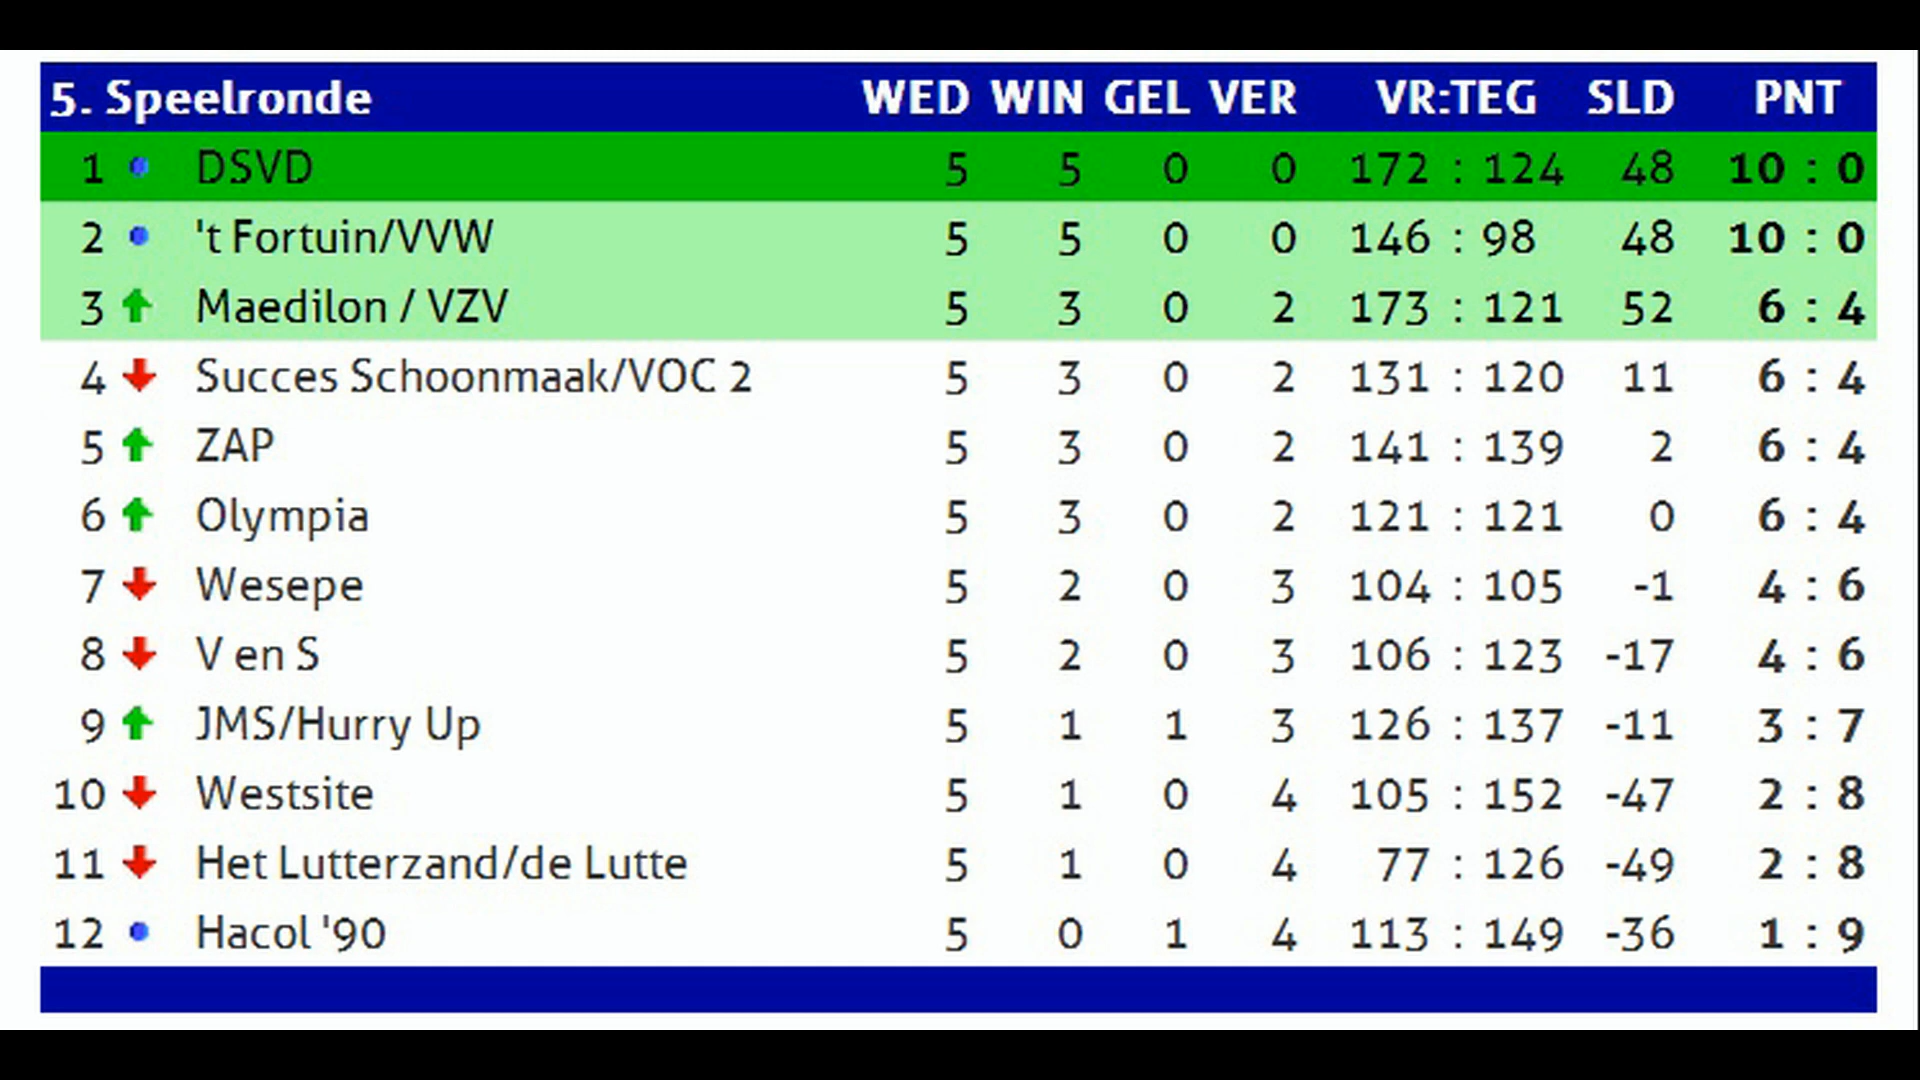 5. Speelronde WED WIN GEL VER VR:TEG SLD PNT
1 DSVD 5 5 0 0 172 : 124 48 10 : 0
2 't Fortuin/VVW 5 5 0 0 146 : 98 48 10 : 0
3 Maedilon / VZV 5 3 0 2 173 : 121 52 6 : 4
4 Succes Schoonmaak/VOC 2 5 3 0 2 131 : 120 11 6 : 4
5 ZAP 5 3 0 2 141 : 139 2 6 : 4
6 Olympia 5 3 0 2 121 : 121 0 6 : 4
7 Wesepe 5 2 0 3 104 : 105 -1 4 : 6
8 V en S 5 2 0 3 106 : 123 -17 4 : 6
9 JMS/Hurry Up 5 1 1 3 126 : 137 -11 3 : 7
10 Westsite 5 1 0 4 105 : 152 -47 2 : 8
11 Het Lutterzand/de Lutte 5 1 0 4 77 : 126 -49 2 : 8
12 Hacol '90 5 0 1 4 113 : 149 -36 1 : 9